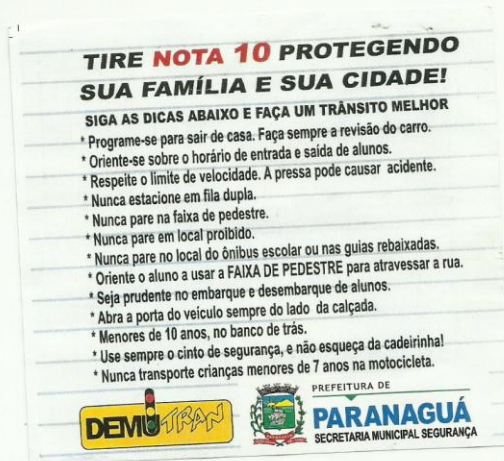 TIRE NOTA 10 PROTEGENDO
SUA FAMÍLIA E SUA CIDADE!
SIGA AS DICAS ABAIXO E FAÇA UM TRÂNSITO MELHOR
* Programe-se para sair de casa. Faça sempre a revisão do carro.
* Oriente-se sobre o horário de entrada e saída de alunos.
* Respeite o limite de velocidade. A pressa pode causar acidente.
* Nunca estacione em fila dupla.
* Nunca pare na faixa de pedestre.
* Nunca pare em local proibido.
* Nunca pare no local do ônibus escolar ou nas guias rebaixadas.
* Oriente o aluno a usar a FAIXA DE PEDESTRE para atravessar a rua.
* Seja prudente no embarque e desembarque de alunos.
* Abra a porta do veiculo sempre do lado da calçada.
* Menores de 10 anos, no banco de trás.
* Use sempre o cinto de segurança, e não esqueça da cadeirinha!
* Nunca transporte crianças menores de 7 anos na motocicleta.
DEMUTRAN
PREFEITURA DE
PARANAGUÁ
SECRETARIA MUNICIPAL SEGURANÇA